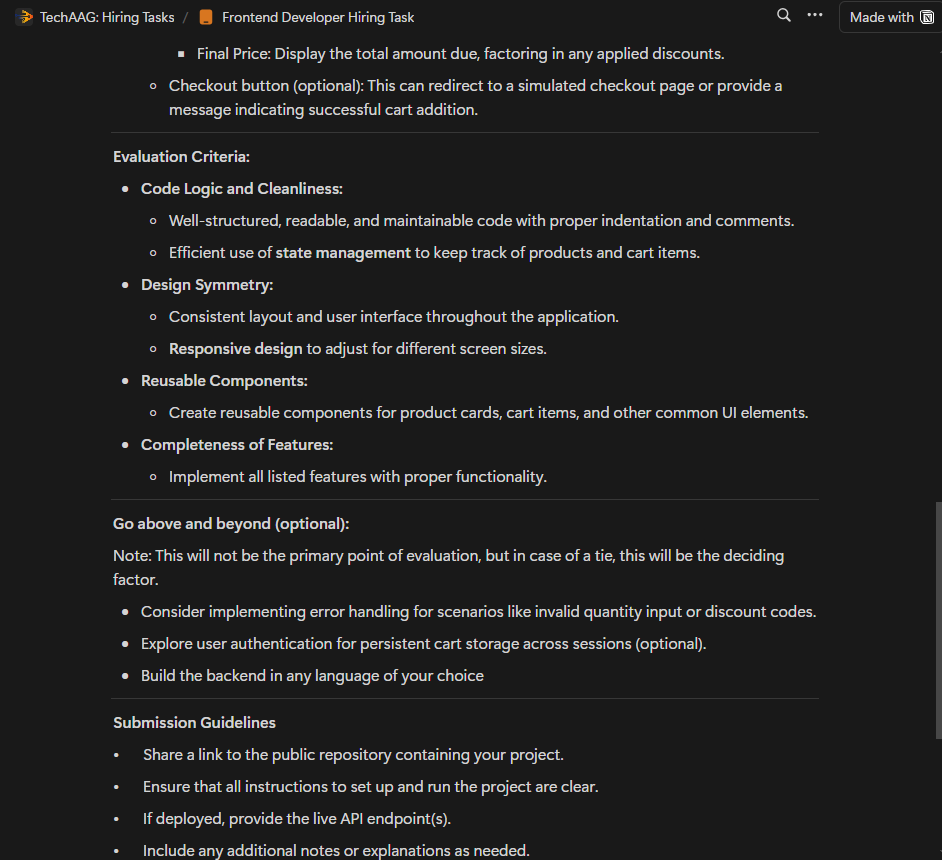 TechAAG: Hiring Tasks / Frontend Developer Hiring Task
Made with
▪ Final Price: Display the total amount due, factoring in any applied discounts.
◦ Checkout button (optional): This can redirect to a simulated checkout page or provide a
message indicating successful cart addition.
Evaluation Criteria:
• Code Logic and Cleanliness:
◦ Well-structured, readable, and maintainable code with proper indentation and comments.
◦ Efficient use of state management to keep track of products and cart items.
• Design Symmetry:
◦ Consistent layout and user interface throughout the application.
◦ Responsive design to adjust for different screen sizes.
• Reusable Components:
◦ Create reusable components for product cards, cart items, and other common UI elements.
• Completeness of Features:
◦ Implement all listed features with proper functionality.
Go above and beyond (optional):
Note: This will not be the primary point of evaluation, but in case of a tie, this will be the deciding
factor.
• Consider implementing error handling for scenarios like invalid quantity input or discount codes.
• Explore user authentication for persistent cart storage across sessions (optional).
• Build the backend in any language of your choice
Submission Guidelines
• Share a link to the public repository containing your project.
• Ensure that all instructions to set up and run the project are clear.
• If deployed, provide the live API endpoint(s).
• Include any additional notes or explanations as needed.